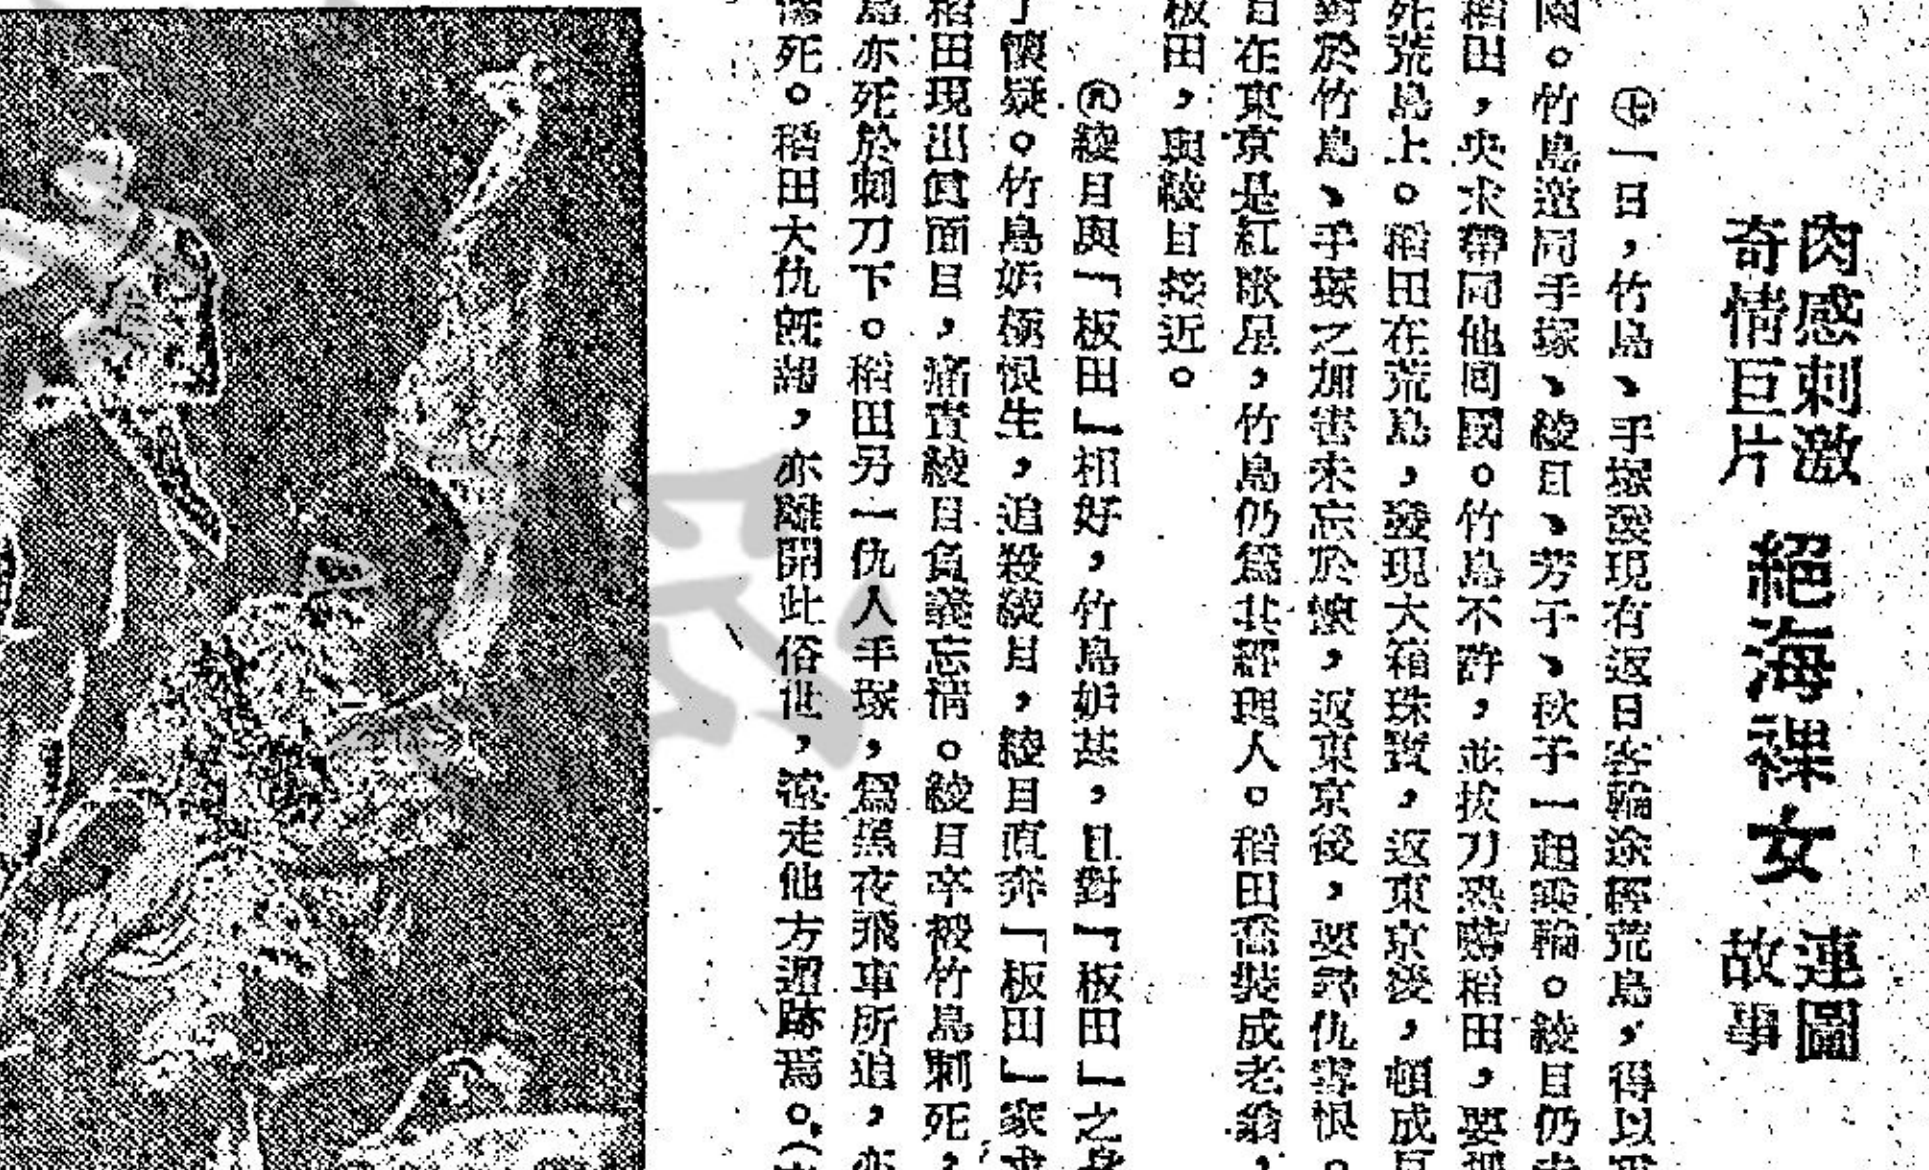 肉感刺激
奇情巨片
絕海裸女
連圖
故事
㊆一日，竹島、手塚發現有返日客輪途經荒島，得以
。竹島邀同手塚、綾目、芳子、秋子一起乘輪。綾目仍
稻田，央求帶同他回國。竹島不許，並拔刀恐嚇稻田，要
死荒島上。稻田在荒島，發現大箱珠寶，返東京後，頓成巨
對於竹島、手塚之加害未忘於懷，返東京後，要尋仇雪恨。
目在東京是紅歌星，竹島仍為其經理人。稻田喬裝成老翁，
板田，與綾目接近。
㊈綾目與「板田」相好，竹島妒甚，且對「板田」之身
了懷疑。竹島妒極恨生，追殺綾目，綾目直奔「板田」家求
稻田現出真面目，痛責綾目負義忘情。綾目卒被竹島刺死，
島亦死於刺刀下。稻田另一仇人手塚，為黑夜飛車所追，亦
傷死。稻田大仇既報，亦離開此俗世，遠走他方遯跡焉。